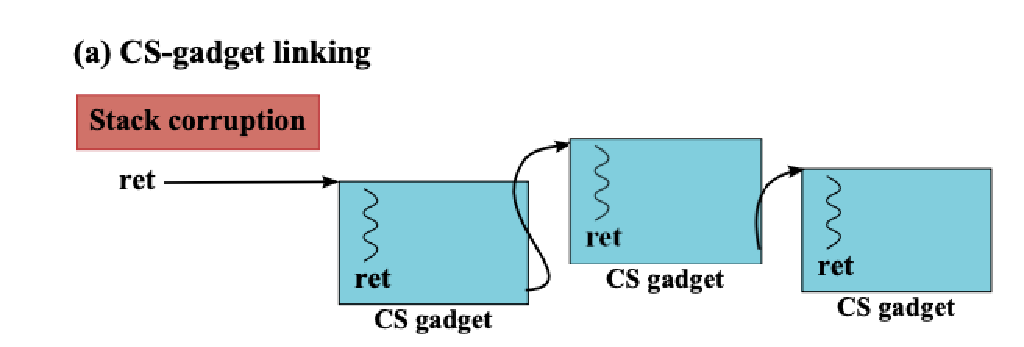 (a) CS-gadget linking
Stack corruption
ret
ret
CS gadget
ret
CS gadget
ret
CS gadget